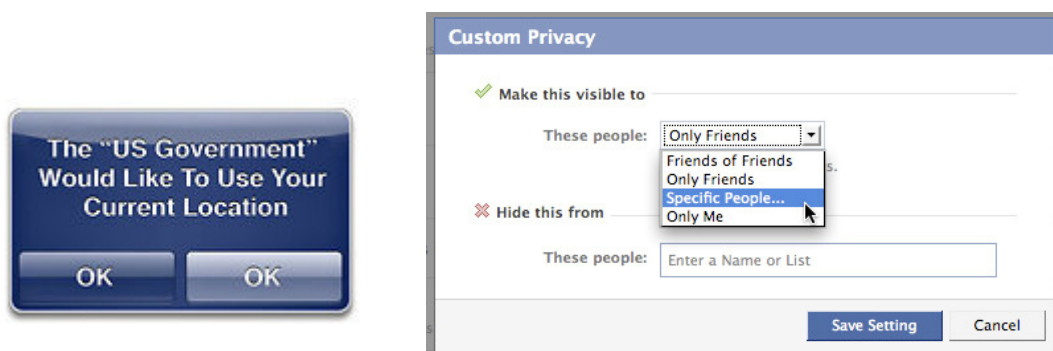 The “US Government”
Would Like To Use Your
Current Location
OK OK
Custom Privacy
Make this visible to
These people: Only Friends
Friends of Friends
Only Friends
Specific People...
Only Me
Hide this from
These people: Enter a Name or List
Save Setting Cancel